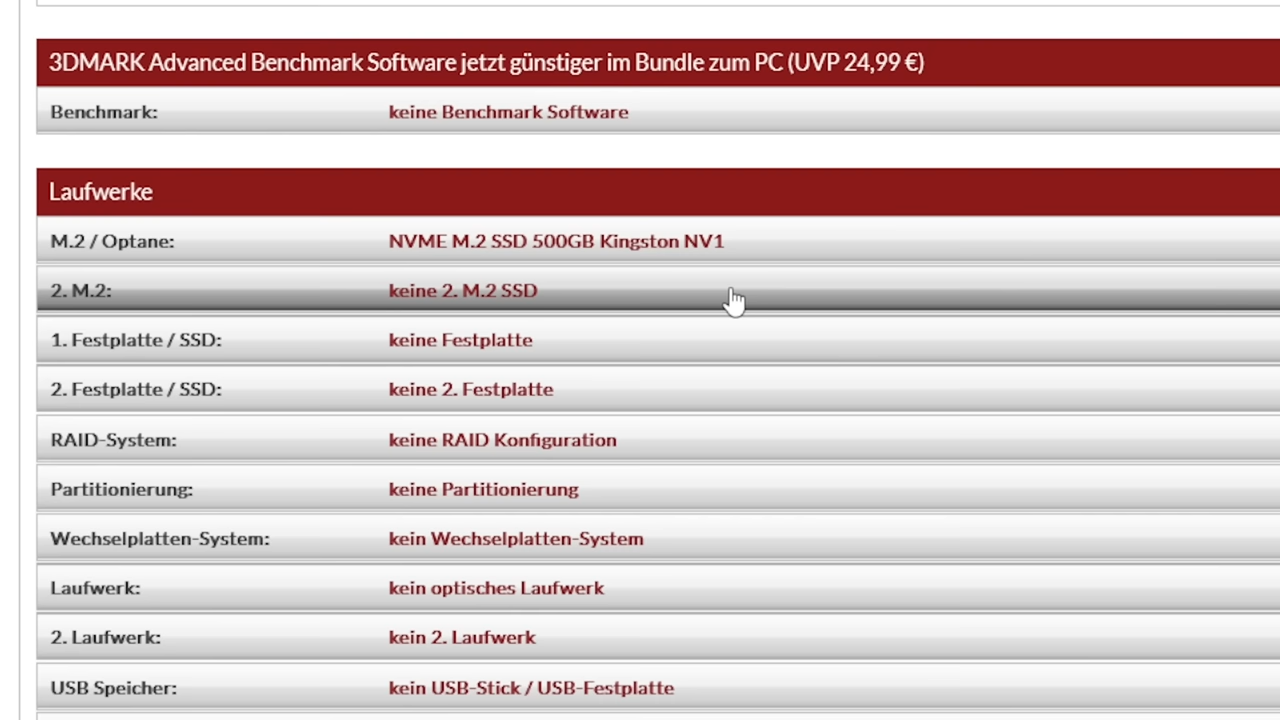 3DMARK Advanced Benchmark Software jetzt günstiger im Bundle zum PC (UVP 24,99 €)
Benchmark: keine Benchmark Software
Laufwerke
M.2 / Optane: NVME M.2 SSD 500GB Kingston NV1
2. M.2: keine 2. M.2 SSD
1. Festplatte / SSD: keine Festplatte
2. Festplatte / SSD: keine 2. Festplatte
RAID-System: keine RAID Konfiguration
Partitionierung: keine Partitionierung
Wechselplatten-System: kein Wechselplatten-System
Laufwerk: kein optisches Laufwerk
2. Laufwerk: kein 2. Laufwerk
USB Speicher: kein USB-Stick / USB-Festplatte